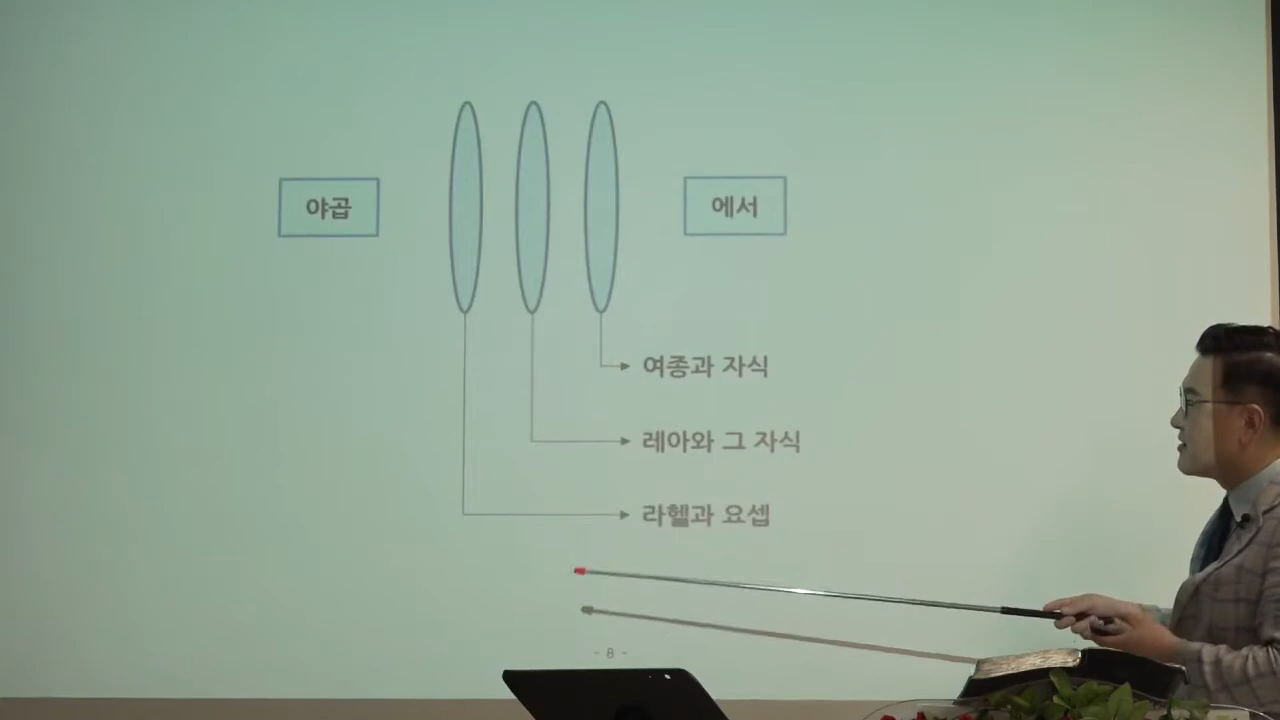 야곱
에서
여종과 자식
레아와 그 자식
라헬과 요셉
- 8 -